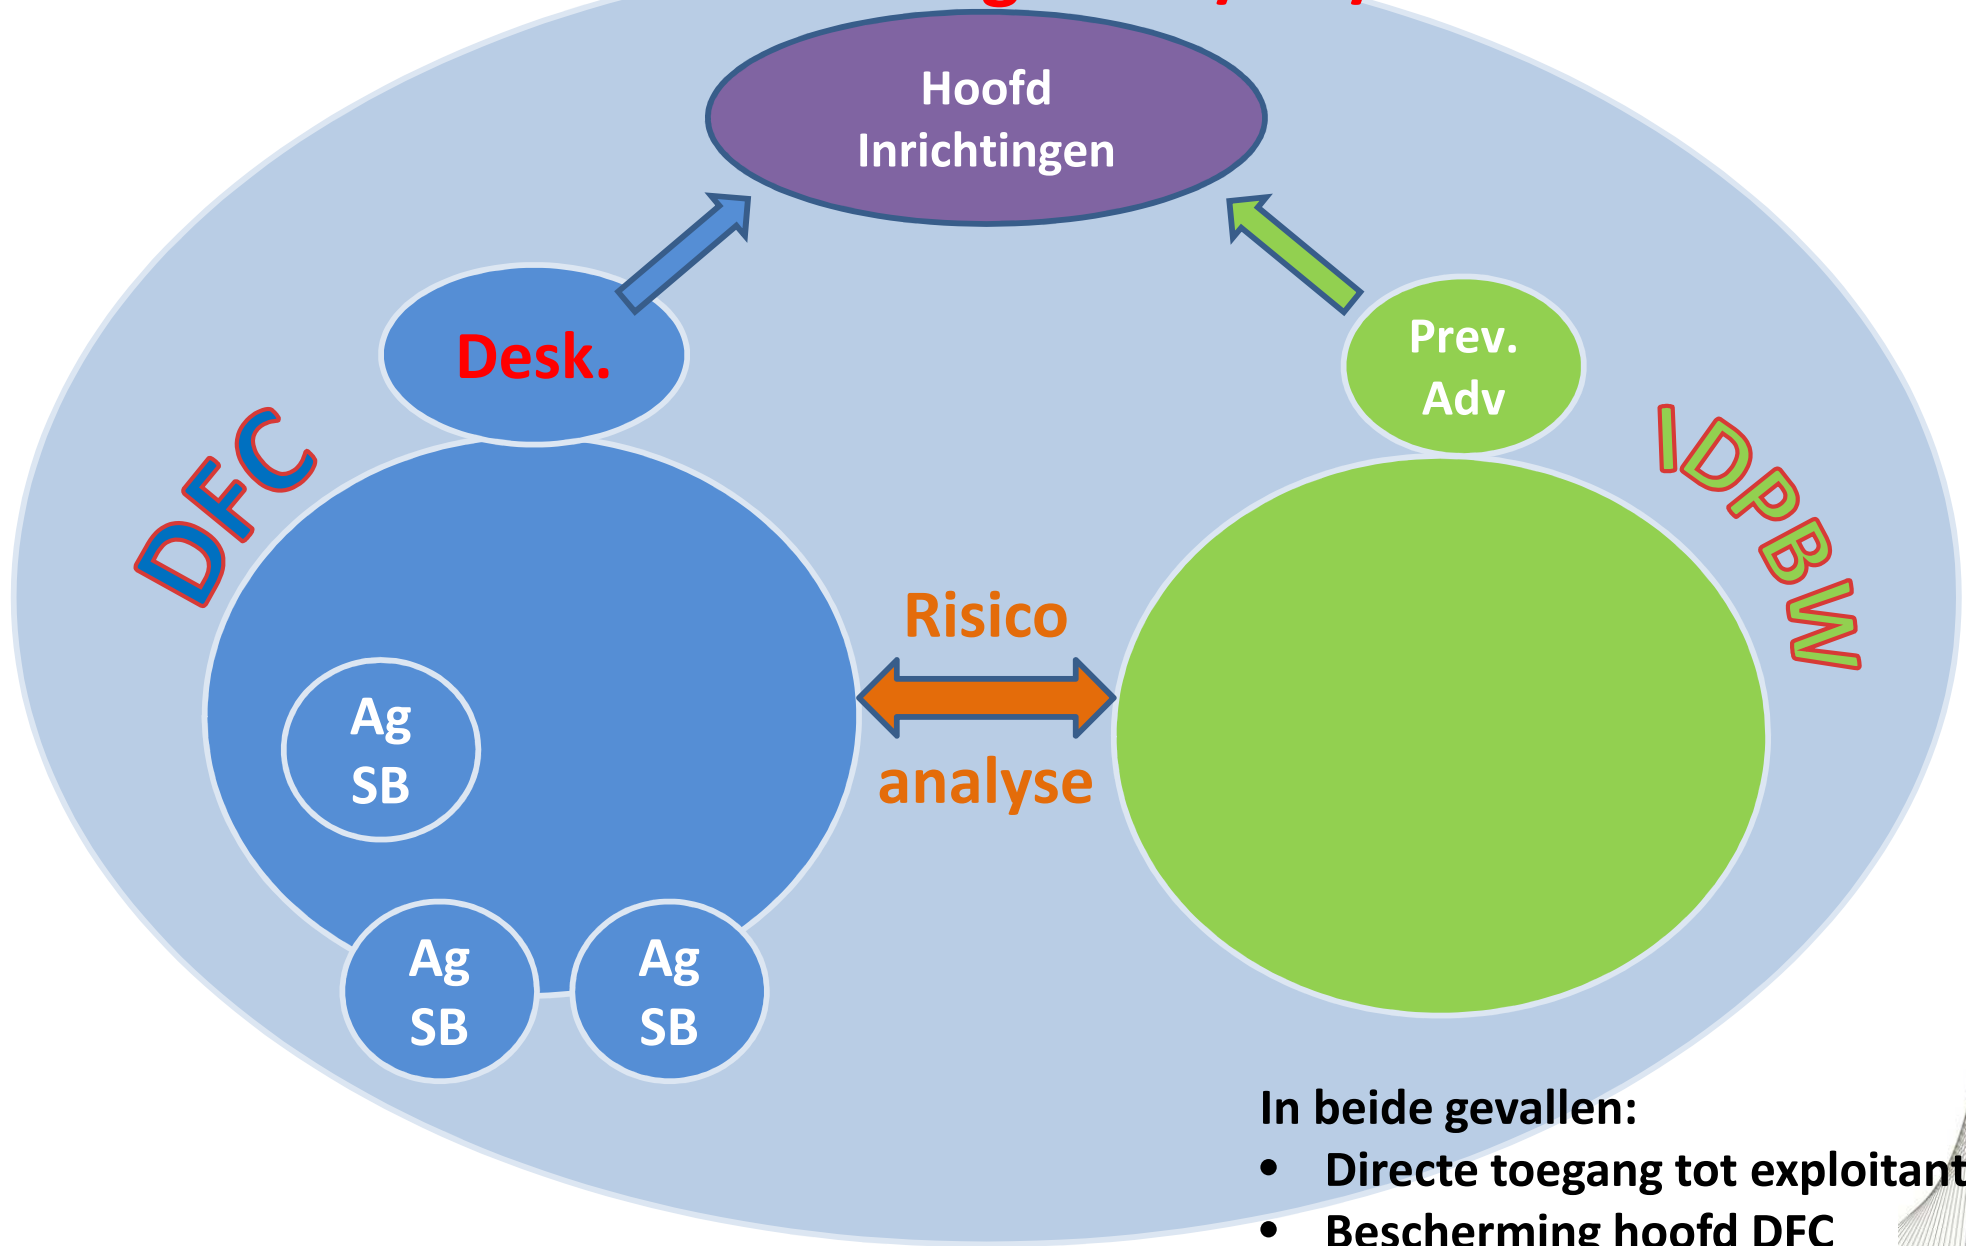 Hoofd
Inrichtingen
Desk.
Prev.
Adv
DFC
IDPBW
Risico
analyse
Ag
SB
Ag
SB
Ag
SB
In beide gevallen:
• Directe toegang tot exploitant
• Bescherming hoofd DFC